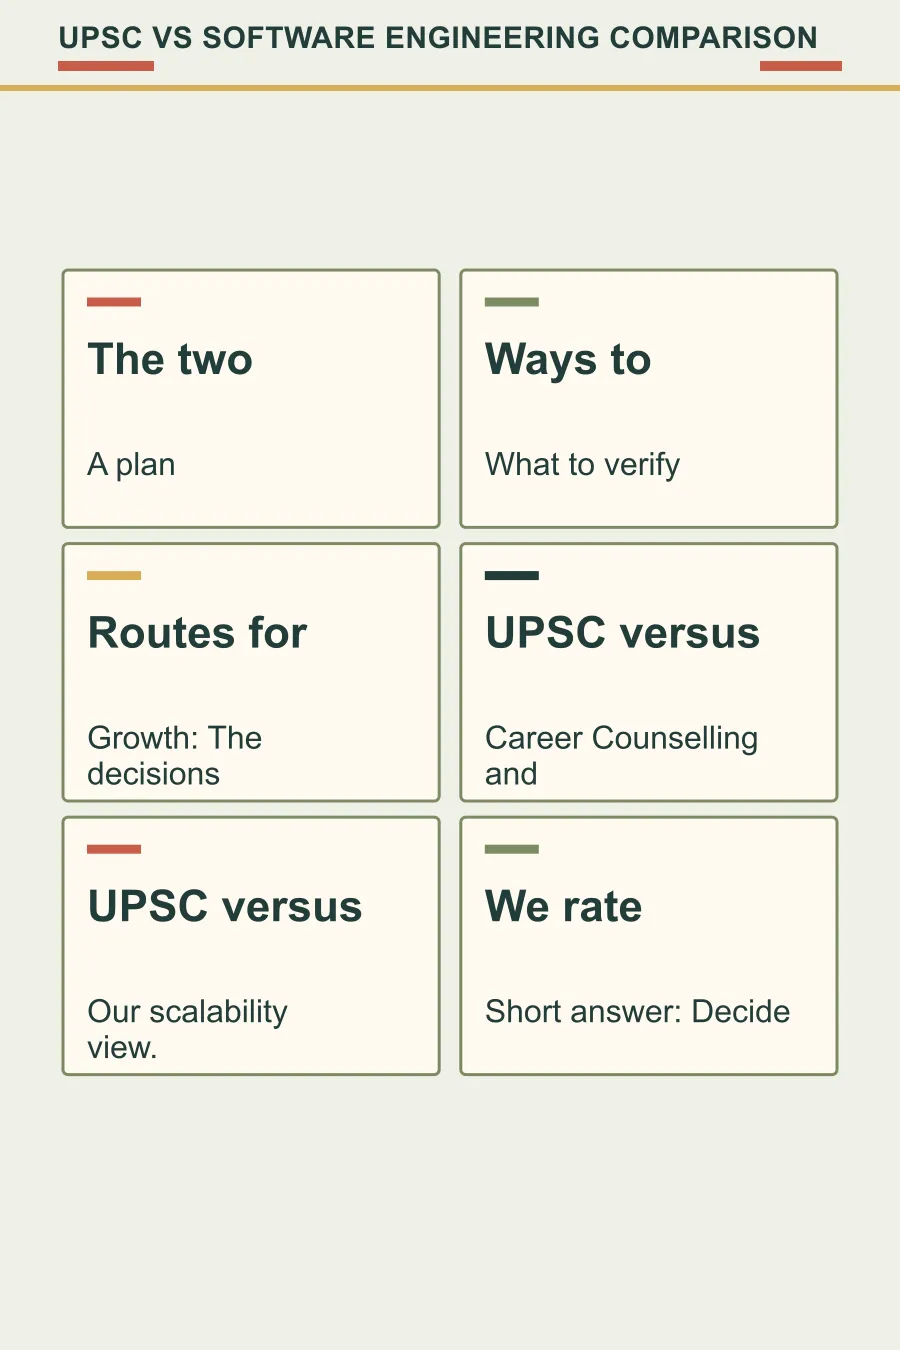 UPSC VS SOFTWARE ENGINEERING COMPARISON
The two
A plan
Ways to
What to verify
Routes for
Growth: The
decisions
UPSC versus
Career Counselling
and
UPSC versus
Our scalability
view.
We rate
Short answer: Decide